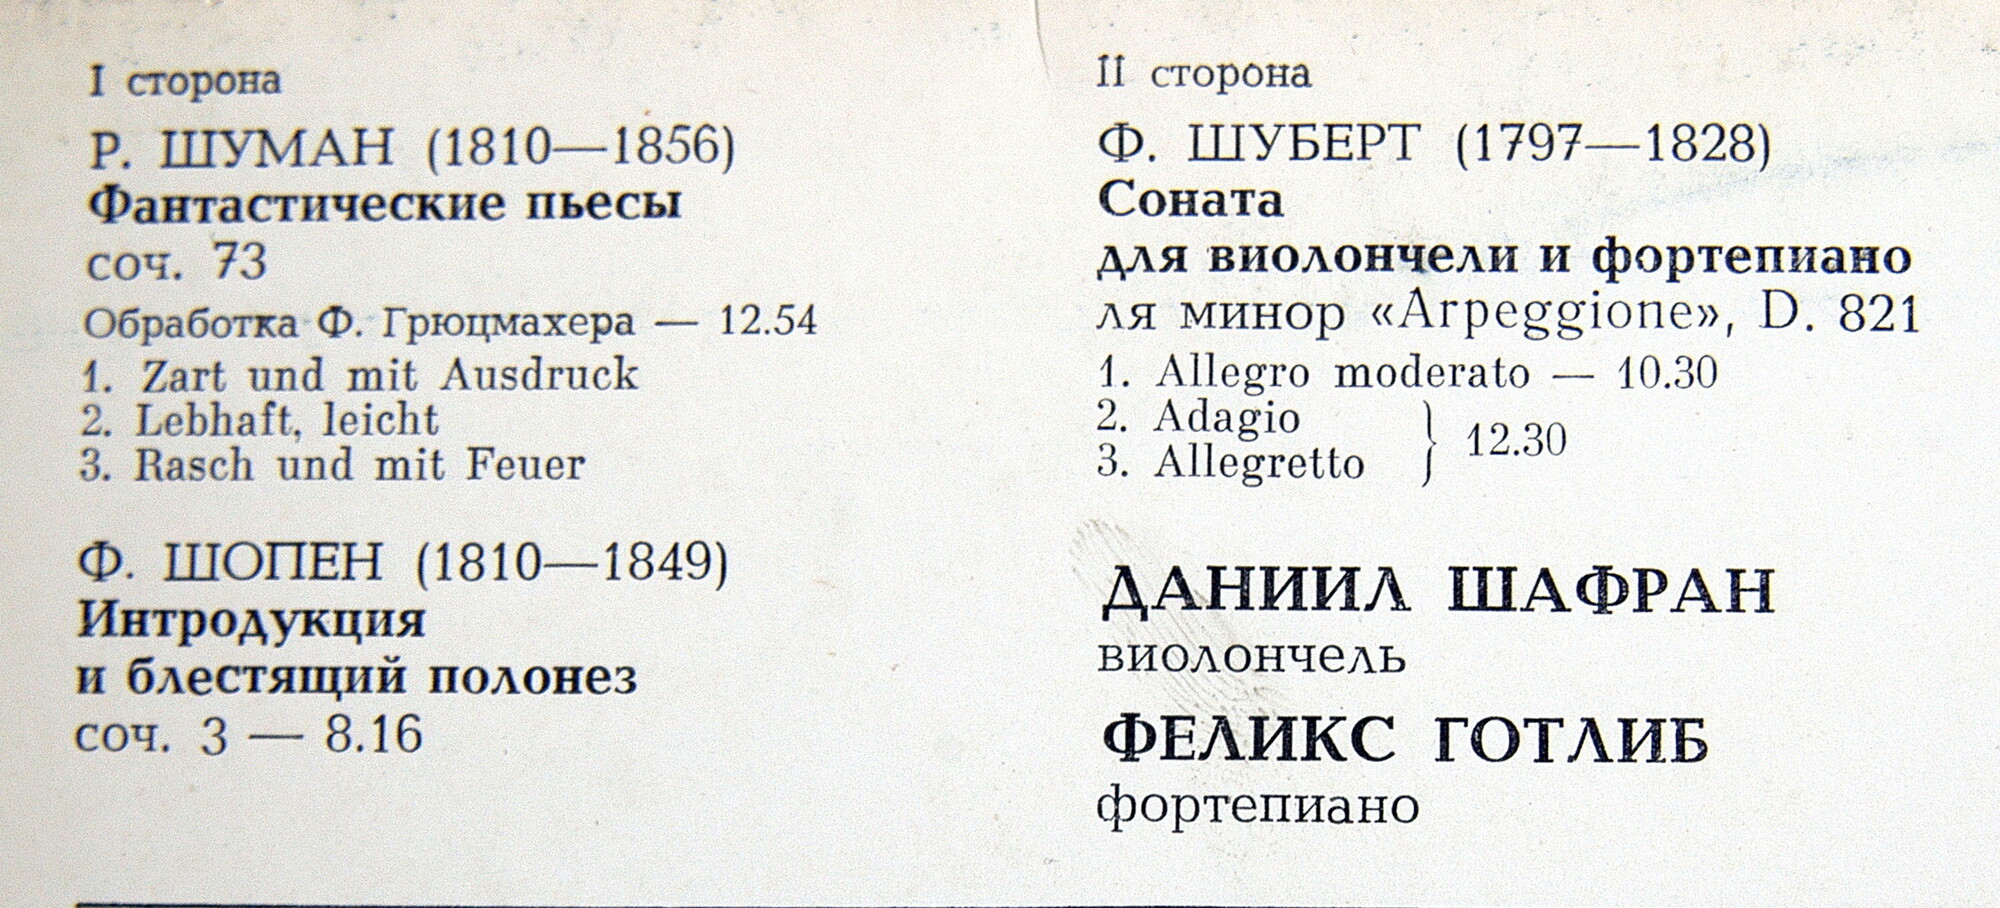 I сторона
Р. ШУМАН (1810—1856)
Фантастические пьесы
соч. 73
Обработка Ф. Грюцмахера — 12.54
1. Zart und mit Ausdruck
2. Lebhaft, leicht
3. Rasch und mit Feuer
Ф. ШОПЕН (1810—1849)
Интродукция
и блестящий полонез
соч. 3 — 8.16
II сторона
Ф. ШУБЕРТ (1797—1828)
Соната
для виолончели и фортепиано
ля минор «Arpeggione», D. 821
1. Allegro moderato — 10.30
2. Adagio
3. Allegretto } 12.30
ДАНИИЛ ШАФРАН
виолончель
ФЕЛИКС ГОТЛИБ
фортепиано